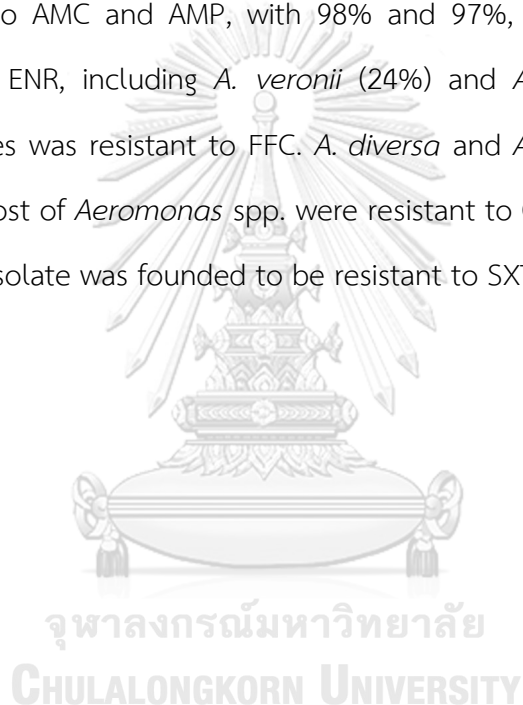 o AMC and AMP, with 98% and 97%,
ENR, including A. veronii (24%) and A
es was resistant to FFC. A. diversa and A
ost of Aeromonas spp. were resistant to
solate was founded to be resistant to SXT
จุฬาลงกรณ์มหาวิทยาลัย
CHULALONGKORN UNIVERSITY